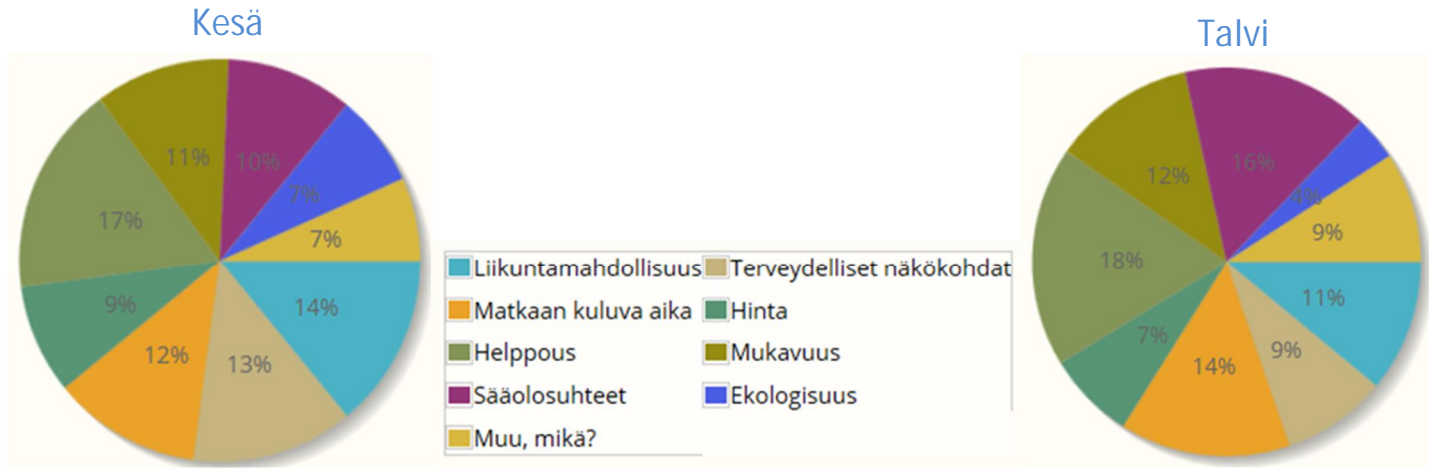 Kesä
11%
10%
7%
7%
17%
9%
12%
13%
14%
Liikuntamahdollisuus Terveydelliset näkökohdat
Matkaan kuluva aika Hinta
Helppous Mukavuus
Sääolosuhteet Ekologisuus
Muu, mikä?
Talvi
12%
16%
4%
9%
18%
11%
7%
14%
9%